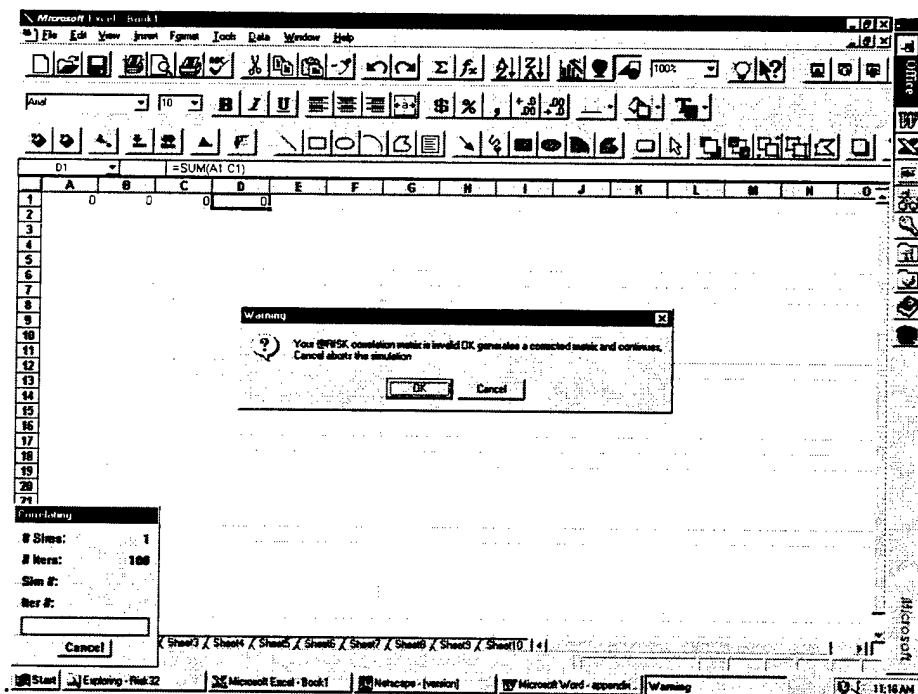 Microsoft Excel - Book1
File Edit View Insert Format Tools Data Window Help
100%
Arial 10 B I U $ % ,
D1 =SUM(A1 C1)
A B C D E F G H I J K L M N O
1 0 0 0 0
2
3
4
5
6
7
8
9
10
11
12
13
14
15
16
17
18
19
20
21
Warning
Your @RISK correlation matrix is invalid OK generates a corrected matrix and continues,
Cancel aborts the simulation
OK Cancel
Correlating
# Sims: 1
# Iters: 100
Sim #:
Iter #:
Cancel
Sheet3 / Sheet4 / Sheet5 / Sheet6 / Sheet7 / Sheet8 / Sheet9 / Sheet10
Start Exploring - Risk32 Microsoft Excel - Book1 Netscape - [version] Microsoft Word - appendix... Warning 11:16 AM
Office
Microsoft